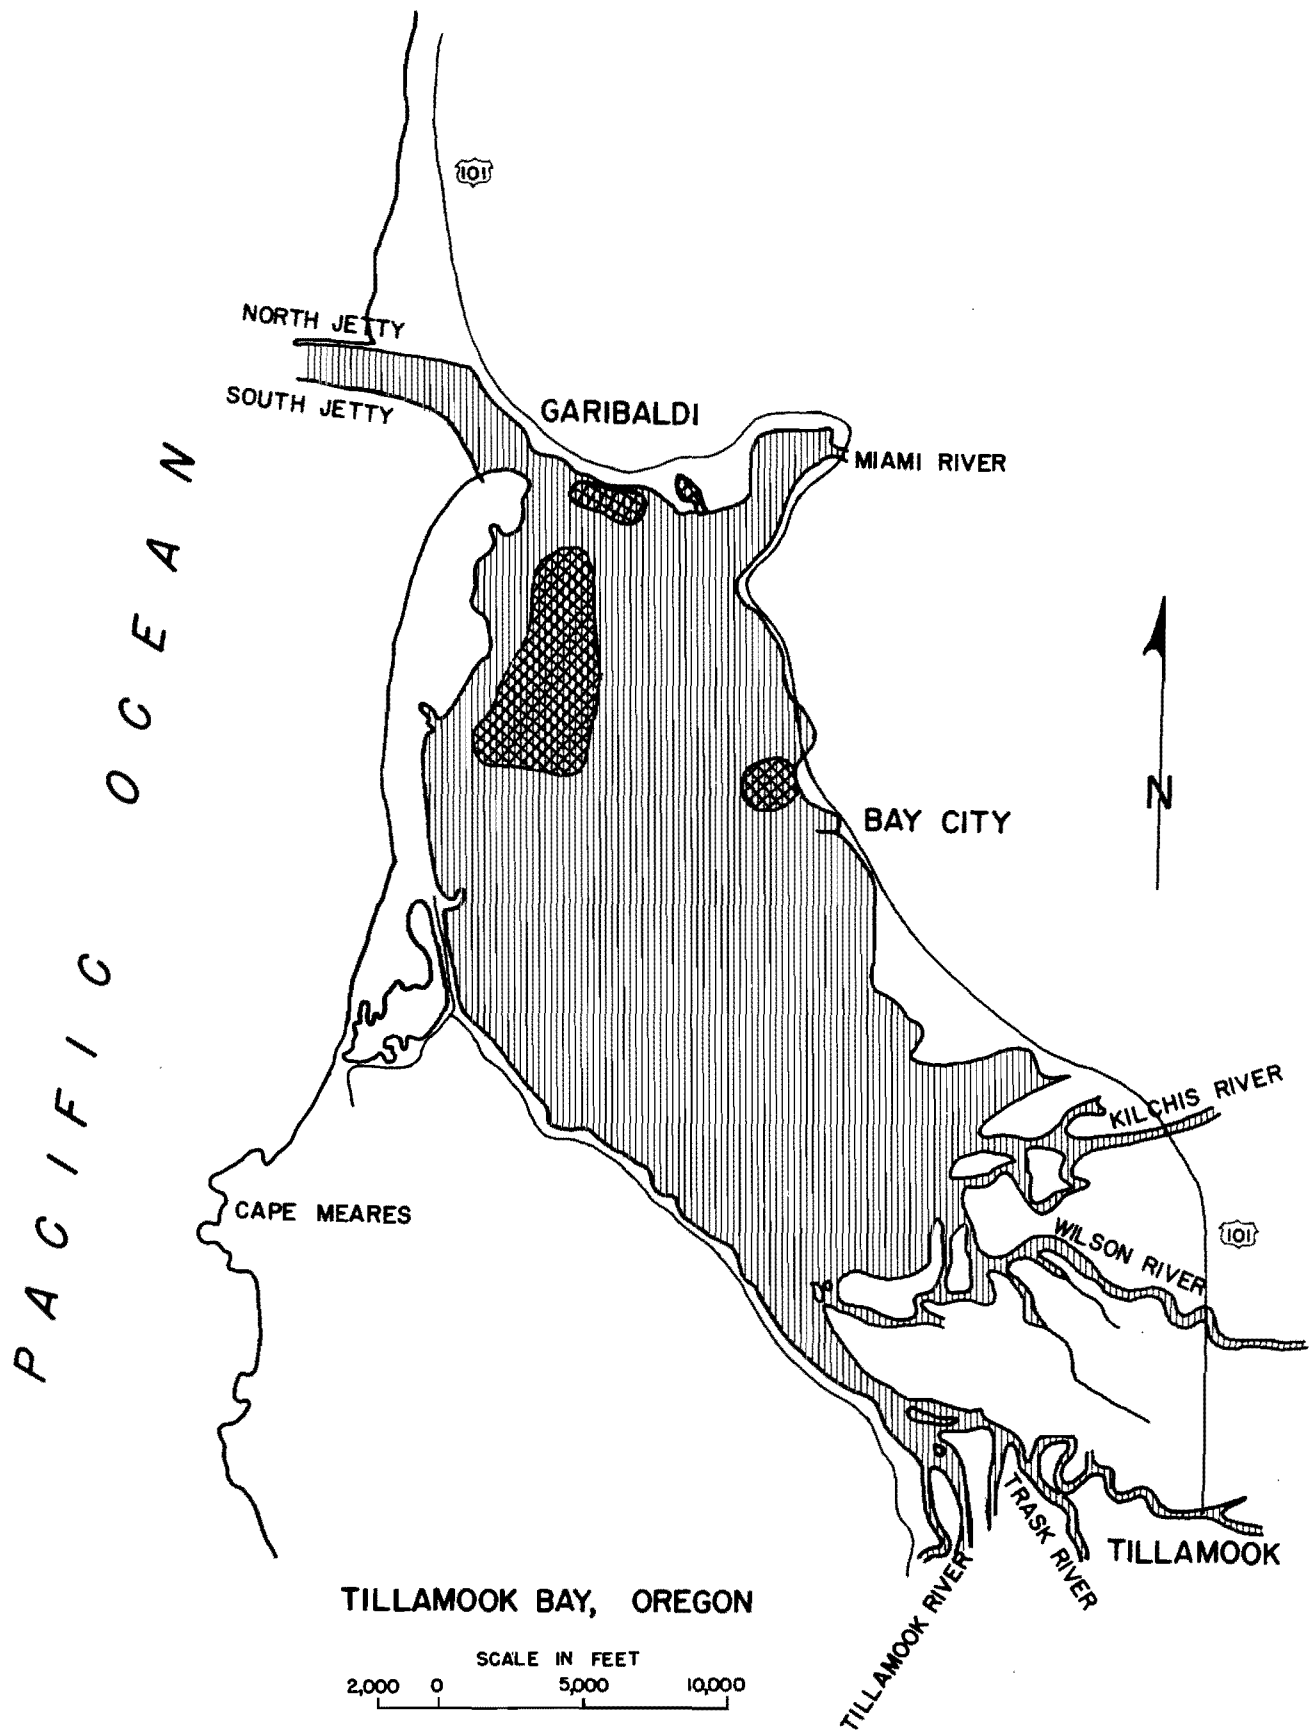 101
NORTH JETTY
SOUTH JETTY
GARIBALDI
MIAMI RIVER
PACIFIC OCEAN
N
BAY CITY
KILCHIS RIVER
CAPE MEARES
WILSON RIVER
101
TRASK RIVER
TILLAMOOK
TILLAMOOK RIVER
TILLAMOOK BAY, OREGON
SCALE IN FEET
2,000 0 5,000 10,000